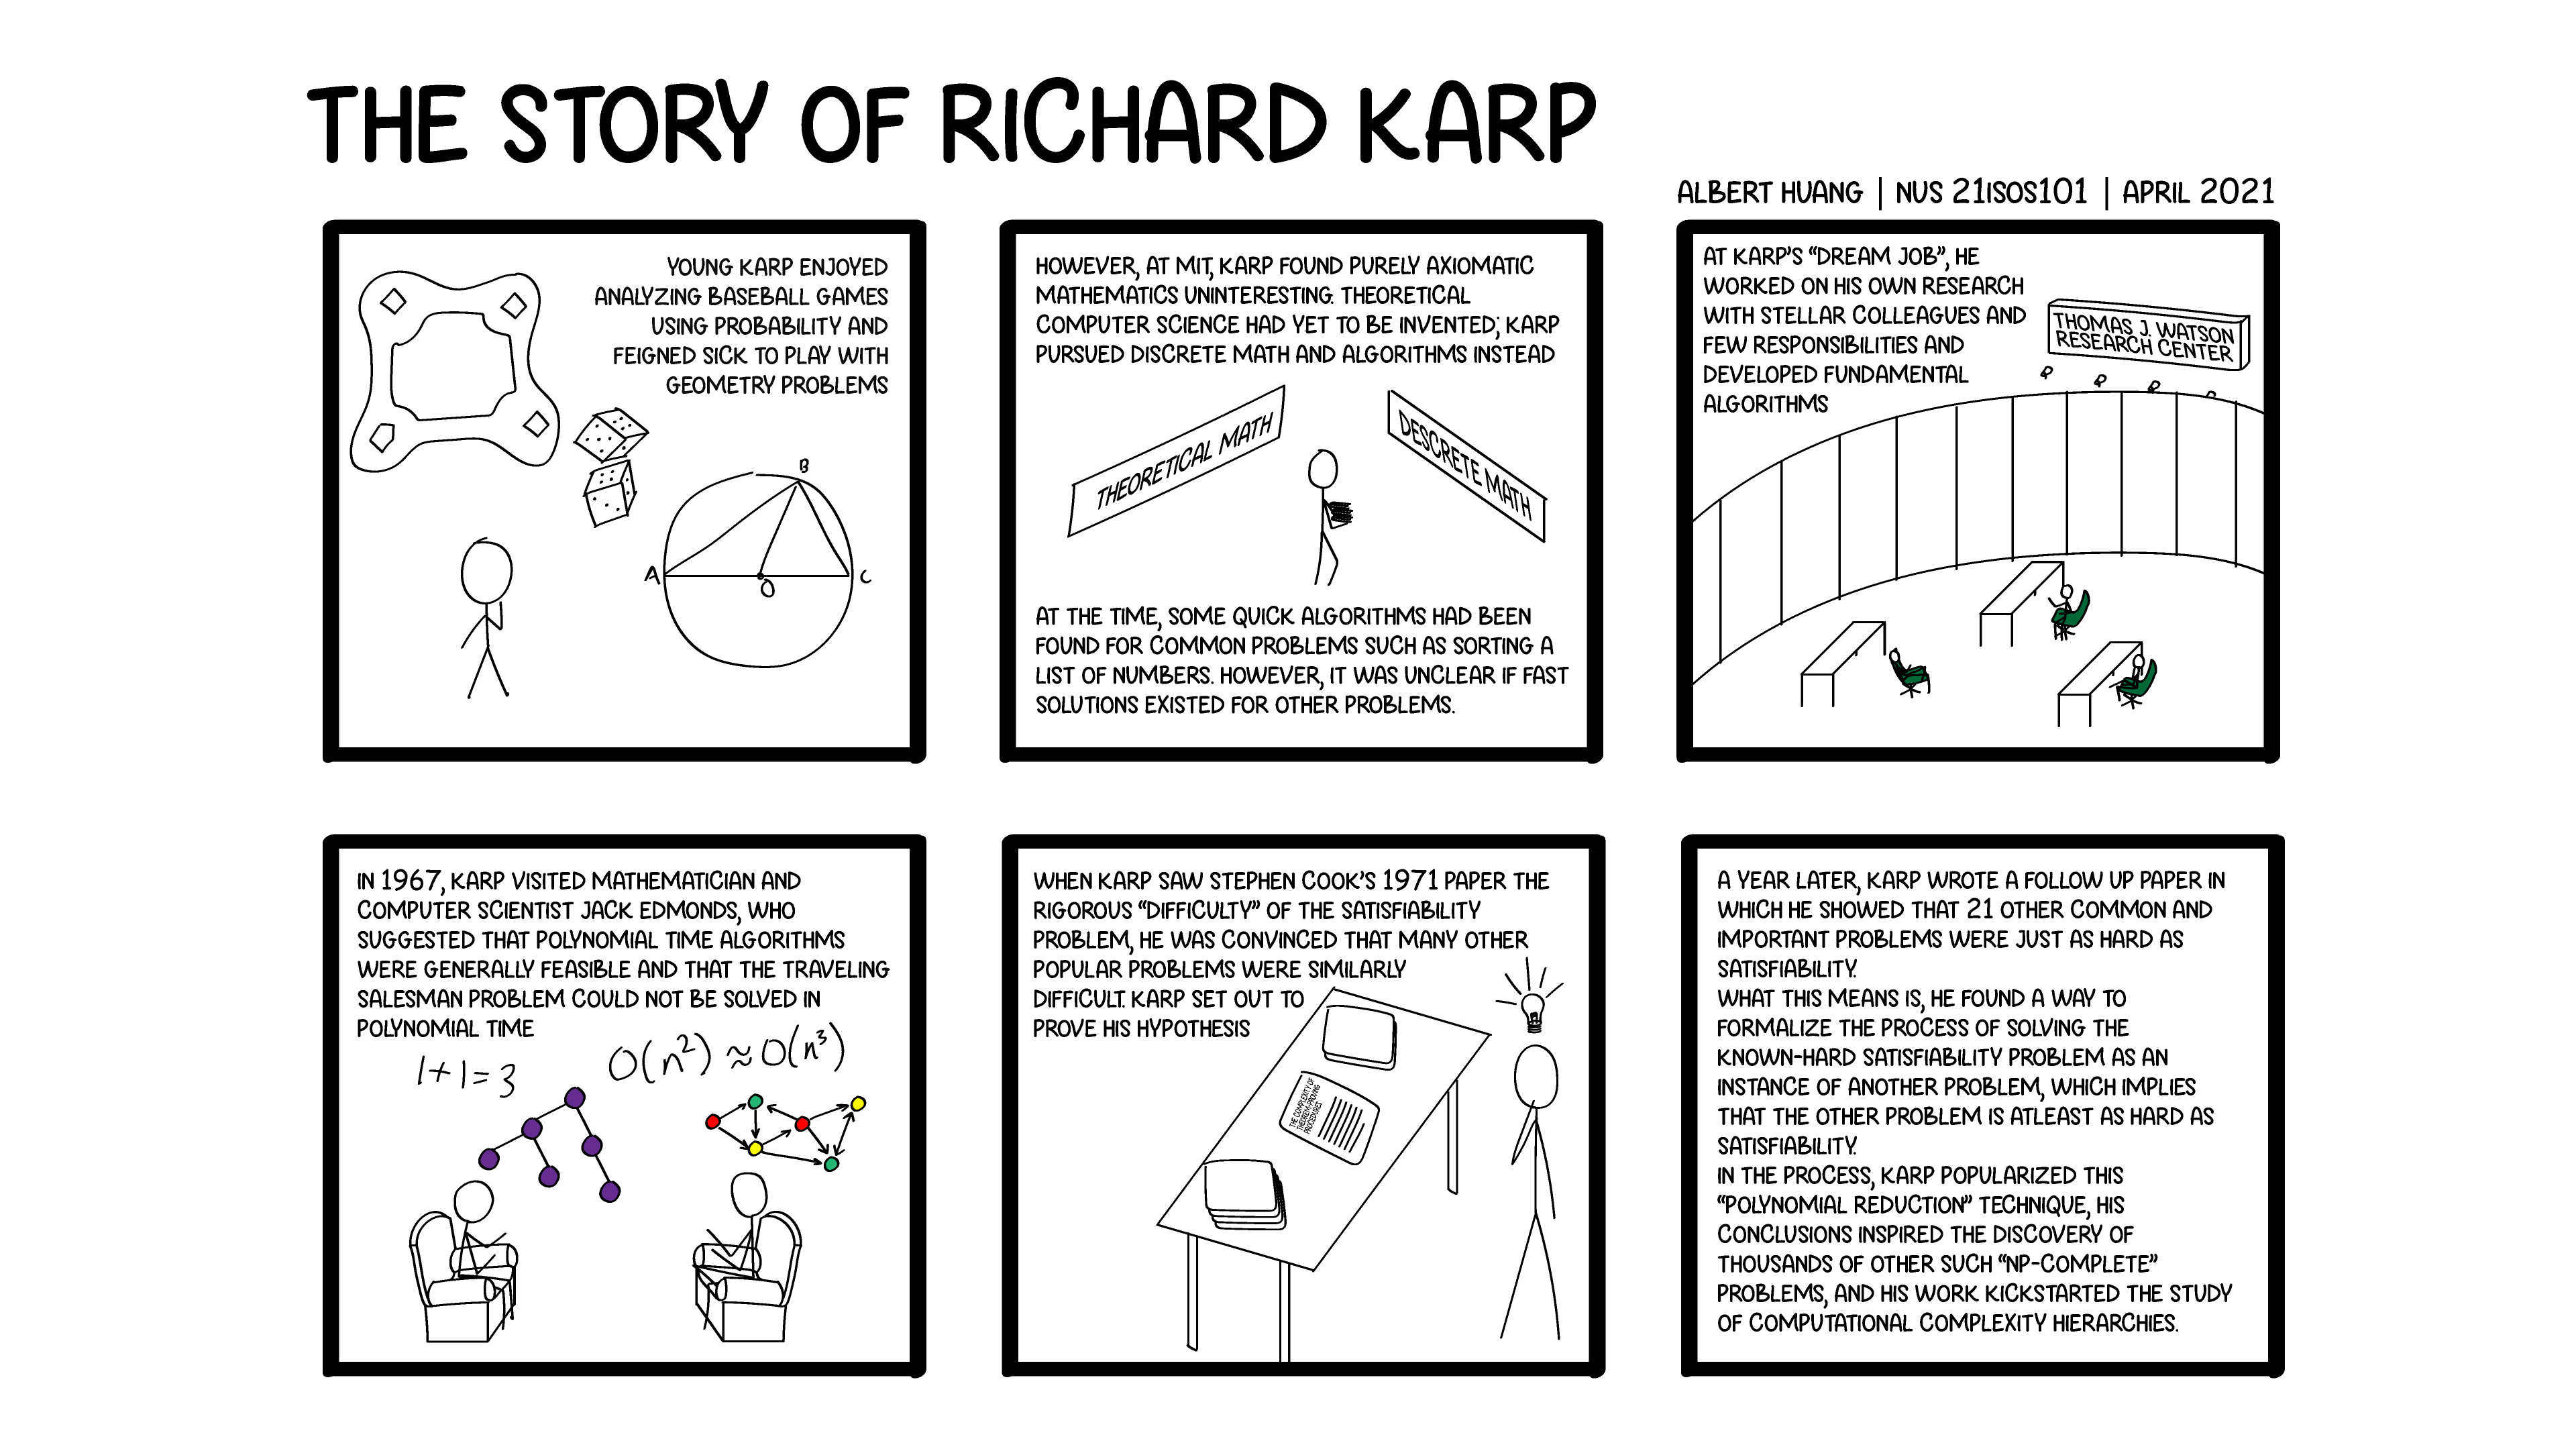 THE STORY OF RICHARD KARP
ALBERT HUANG | NUS 21ISOS101 | APRIL 2021
YOUNG KARP ENJOYED
ANALYZING BASEBALL GAMES
USING PROBABILITY AND
FEIGNED SICK TO PLAY WITH
GEOMETRY PROBLEMS
B
A
O
C
HOWEVER, AT MIT, KARP FOUND PURELY AXIOMATIC
MATHEMATICS UNINTERESTING. THEORETICAL
COMPUTER SCIENCE HAD YET TO BE INVENTED; KARP
PURSUED DISCRETE MATH AND ALGORITHMS INSTEAD
THEORETICAL MATH
DESCRETE MATH
AT THE TIME, SOME QUICK ALGORITHMS HAD BEEN
FOUND FOR COMMON PROBLEMS SUCH AS SORTING A
LIST OF NUMBERS. HOWEVER, IT WAS UNCLEAR IF FAST
SOLUTIONS EXISTED FOR OTHER PROBLEMS.
AT KARP'S “DREAM JOB”, HE
WORKED ON HIS OWN RESEARCH
WITH STELLAR COLLEAGUES AND
FEW RESPONSIBILITIES AND
DEVELOPED FUNDAMENTAL
ALGORITHMS
THOMAS J. WATSON
RESEARCH CENTER
IN 1967, KARP VISITED MATHEMATICIAN AND
COMPUTER SCIENTIST JACK EDMONDS, WHO
SUGGESTED THAT POLYNOMIAL TIME ALGORITHMS
WERE GENERALLY FEASIBLE AND THAT THE TRAVELING
SALESMAN PROBLEM COULD NOT BE SOLVED IN
POLYNOMIAL TIME
1+1=3
O(n²) ≈ O(n³)
WHEN KARP SAW STEPHEN COOK'S 1971 PAPER THE
RIGOROUS “DIFFICULTY” OF THE SATISFIABILITY
PROBLEM, HE WAS CONVINCED THAT MANY OTHER
POPULAR PROBLEMS WERE SIMILARLY
DIFFICULT. KARP SET OUT TO
PROVE HIS HYPOTHESIS
THE COMPLEXITY OF
THEOREM-PROVING
PROCEDURES
A YEAR LATER, KARP WROTE A FOLLOW UP PAPER IN
WHICH HE SHOWED THAT 21 OTHER COMMON AND
IMPORTANT PROBLEMS WERE JUST AS HARD AS
SATISFIABILITY.
WHAT THIS MEANS IS, HE FOUND A WAY TO
FORMALIZE THE PROCESS OF SOLVING THE
KNOWN-HARD SATISFIABILITY PROBLEM AS AN
INSTANCE OF ANOTHER PROBLEM, WHICH IMPLIES
THAT THE OTHER PROBLEM IS ATLEAST AS HARD AS
SATISFIABILITY.
IN THE PROCESS, KARP POPULARIZED THIS
“POLYNOMIAL REDUCTION” TECHNIQUE, HIS
CONCLUSIONS INSPIRED THE DISCOVERY OF
THOUSANDS OF OTHER SUCH “NP-COMPLETE”
PROBLEMS, AND HIS WORK KICKSTARTED THE STUDY
OF COMPUTATIONAL COMPLEXITY HIERARCHIES.